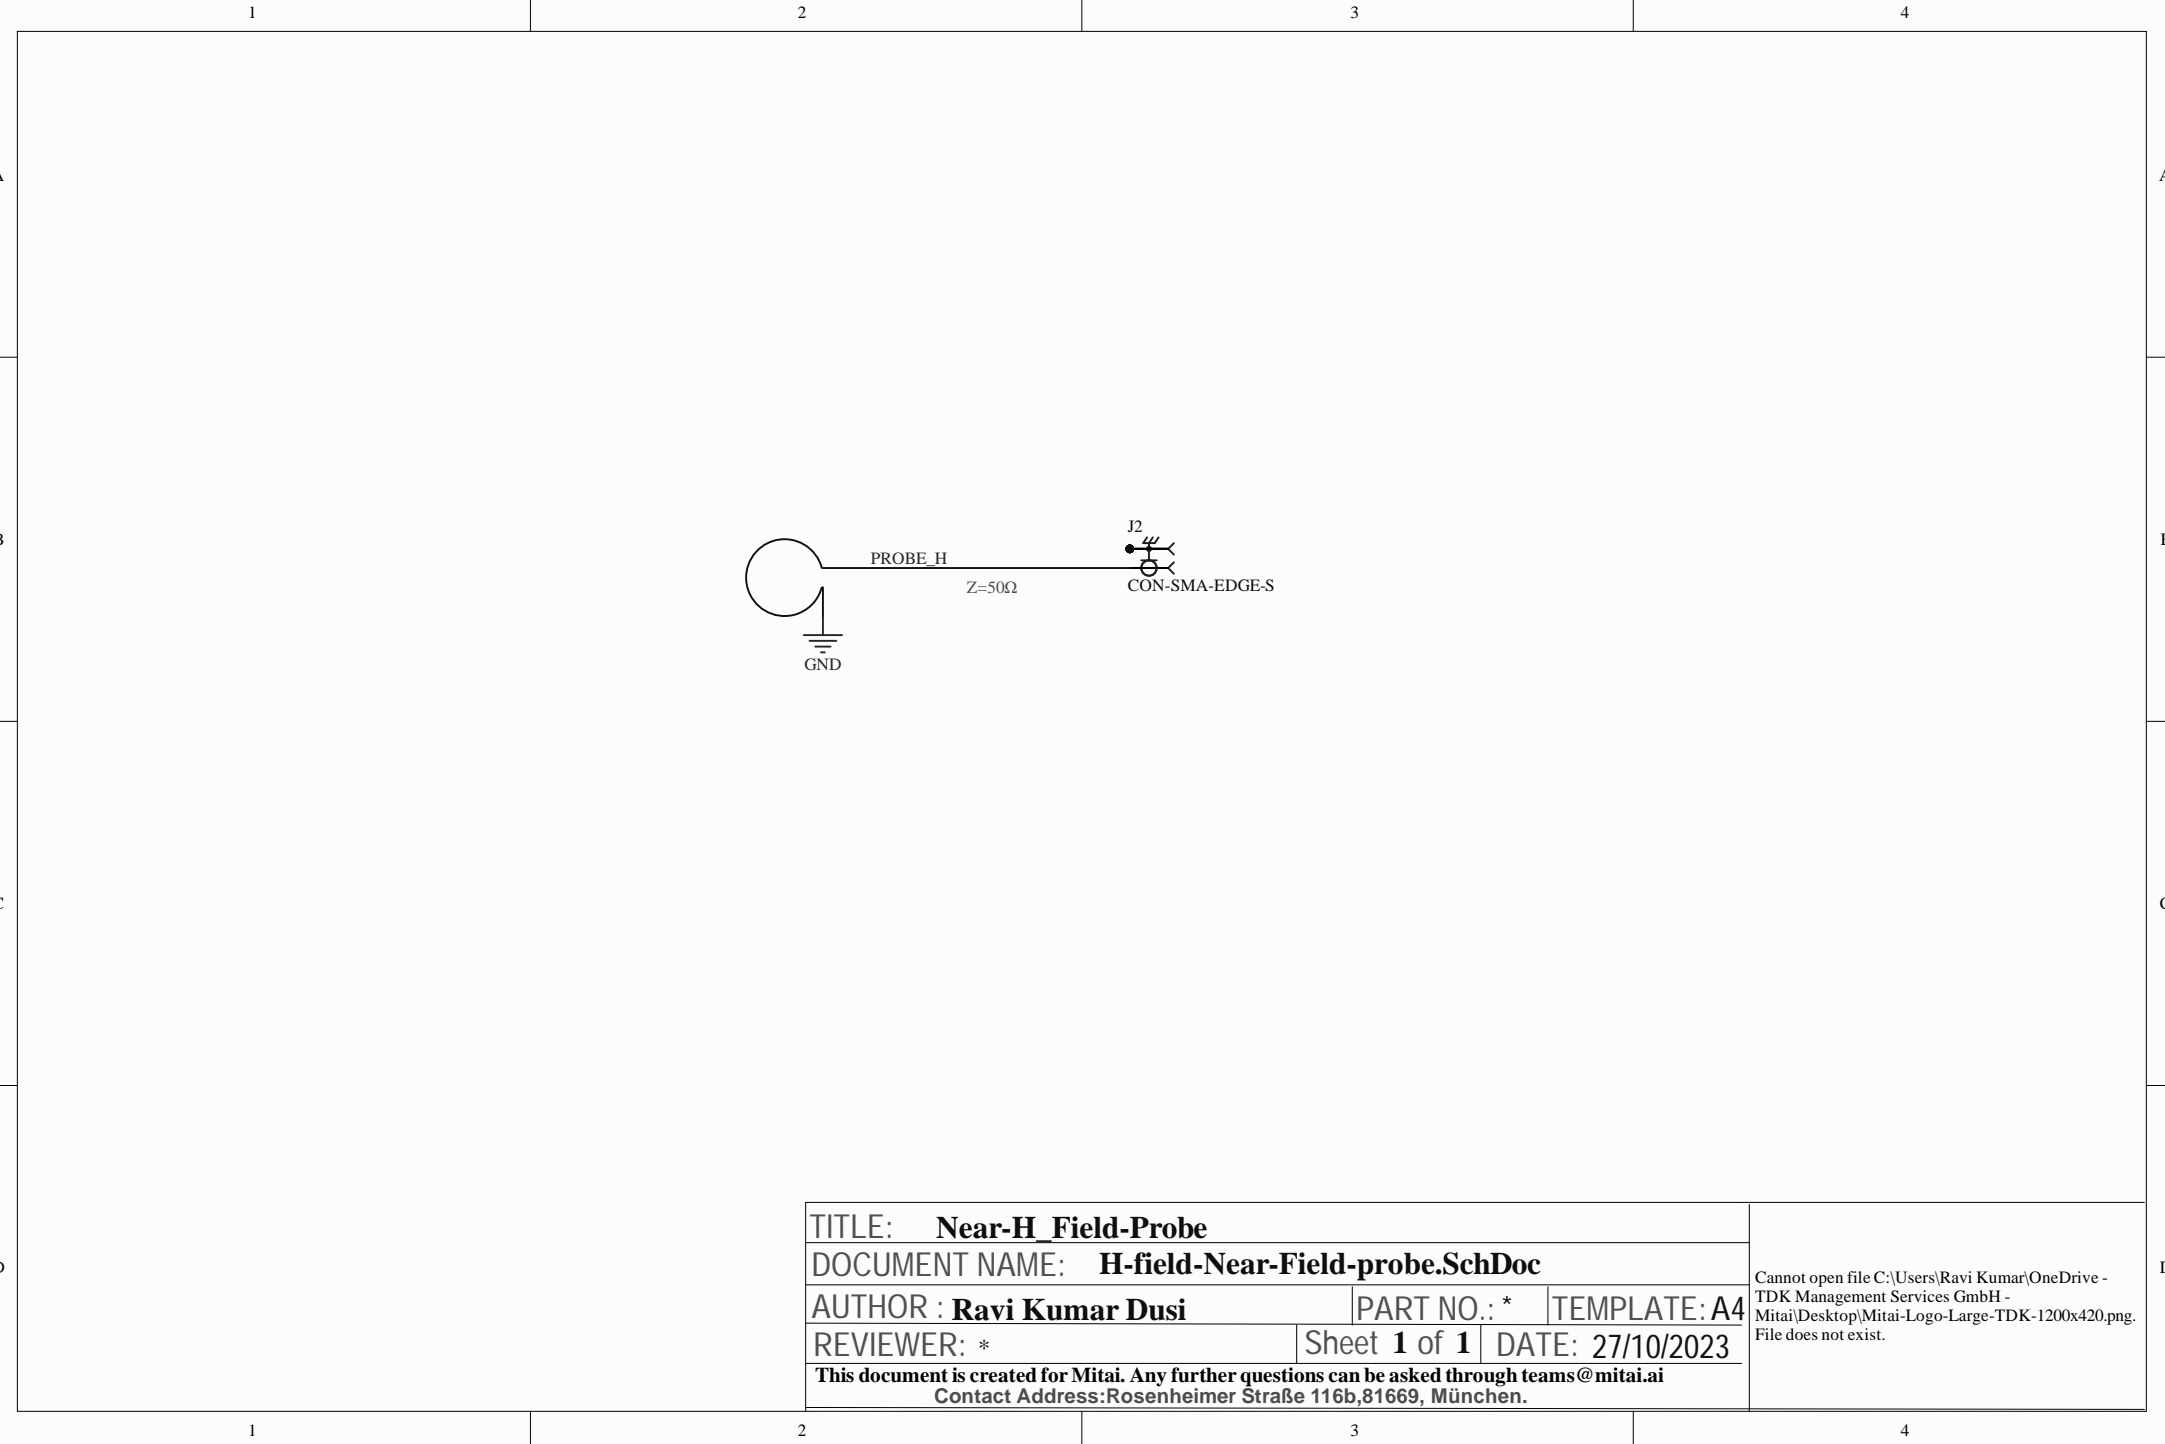 1 2 3 4
A A
B B
J2
PROBE_H
Z=50Ω
CON-SMA-EDGE-S
GND
C C
D D
TITLE: Near-H_Field-Probe
DOCUMENT NAME: H-field-Near-Field-probe.SchDoc
AUTHOR : Ravi Kumar Dusi PART NO.: * TEMPLATE: A4
REVIEWER: * Sheet 1 of 1 DATE: 27/10/2023
This document is created for Mitai. Any further questions can be asked through teams@mitai.ai
Contact Address:Rosenheimer Straße 116b,81669, München.
Cannot open file C:\Users\Ravi Kumar\OneDrive -
TDK Management Services GmbH -
Mitai\Desktop\Mitai-Logo-Large-TDK-1200x420.png.
File does not exist.
1 2 3 4